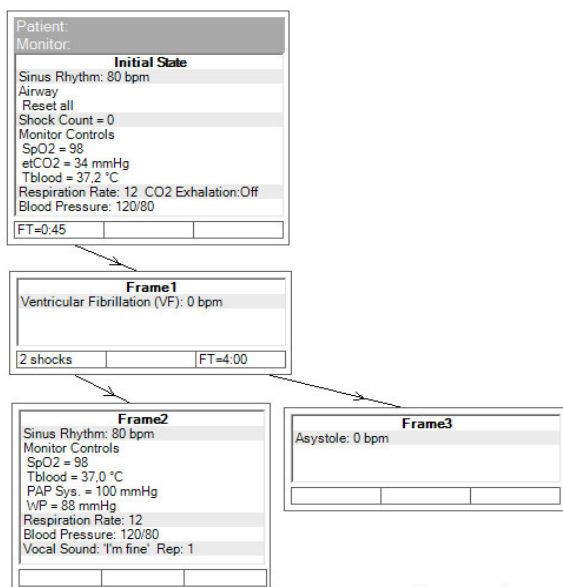 Patient:
Monitor:
Initial State
Sinus Rhythm: 80 bpm
Airway
Reset all
Shock Count = 0
Monitor Controls
SpO2 = 98
etCO2 = 34 mmHg
Tblood = 37,2 °C
Respiration Rate: 12 CO2 Exhalation:Off
Blood Pressure: 120/80
FT=0:45
Frame1
Ventricular Fibrillation (VF): 0 bpm
2 shocks FT=4:00
Frame2
Sinus Rhythm: 80 bpm
Monitor Controls
SpO2 = 98
Tblood = 37,0 °C
PAP Sys. = 100 mmHg
WP = 88 mmHg
Respiration Rate: 12
Blood Pressure: 120/80
Vocal Sound: 'I'm fine' Rep: 1
Frame3
Asystole: 0 bpm